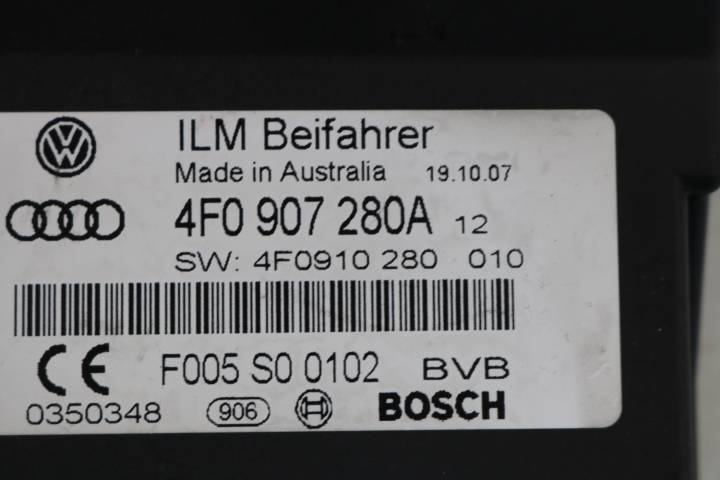 ILM Beifahrer
Made in Australia 19.10.07
4F0 907 280A 12
SW: 4F0910 280 010
CE F005 S0 0102 BVB
0350348 906 BOSCH